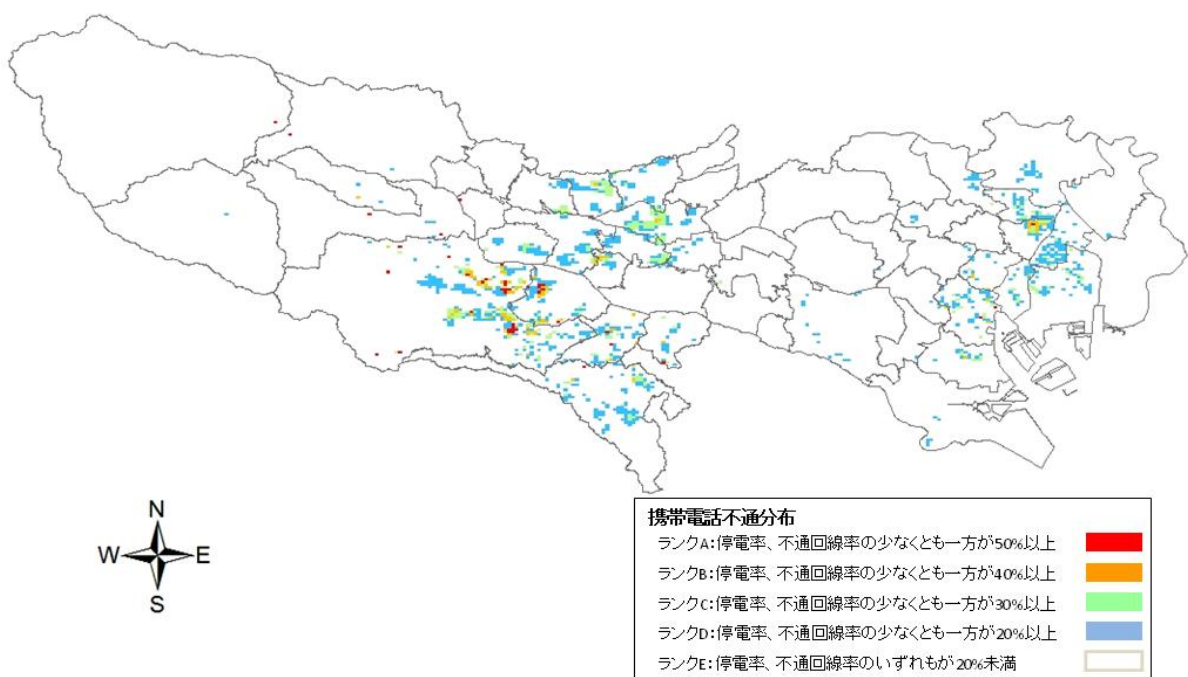 N
W E
S
携帯電話不通分布
ランクA:停電率、不通回線率の少なくとも一方が50%以上
ランクB:停電率、不通回線率の少なくとも一方が40%以上
ランクC:停電率、不通回線率の少なくとも一方が30%以上
ランクD:停電率、不通回線率の少なくとも一方が20%以上
ランクE:停電率、不通回線率のいずれもが20%未満